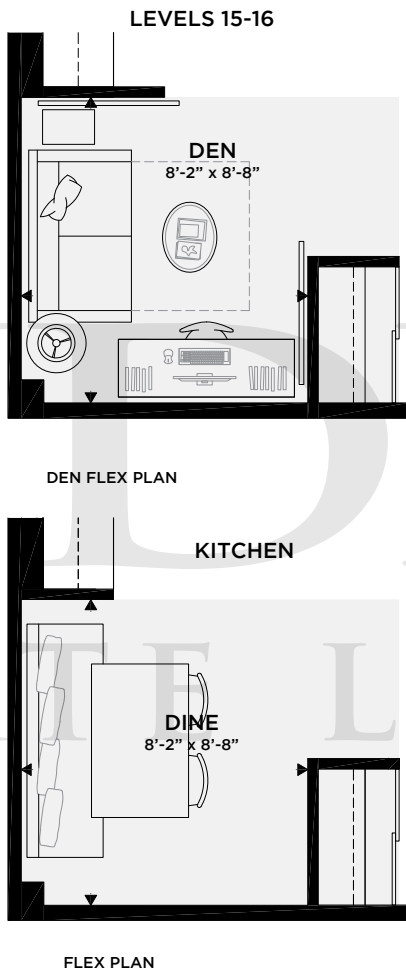 LEVELS 15-16
DEN
8'-2" x 8'-8"
DEN FLEX PLAN
KITCHEN
DINE
8'-2" x 8'-8"
FLEX PLAN